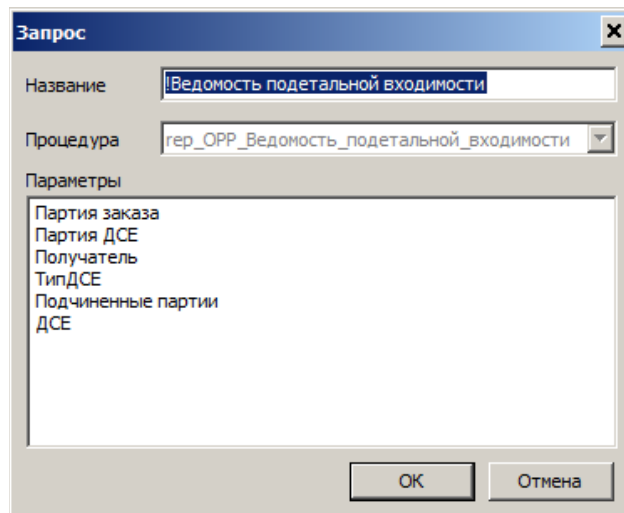 Запрос
Название !Ведомость подетальной входимости
Процедура rep_OPP_Ведомость_подетальной_входимости
Параметры
Партия заказа
Партия ДСЕ
Получатель
ТипДСЕ
Подчиненные партии
ДСЕ
OK Отмена